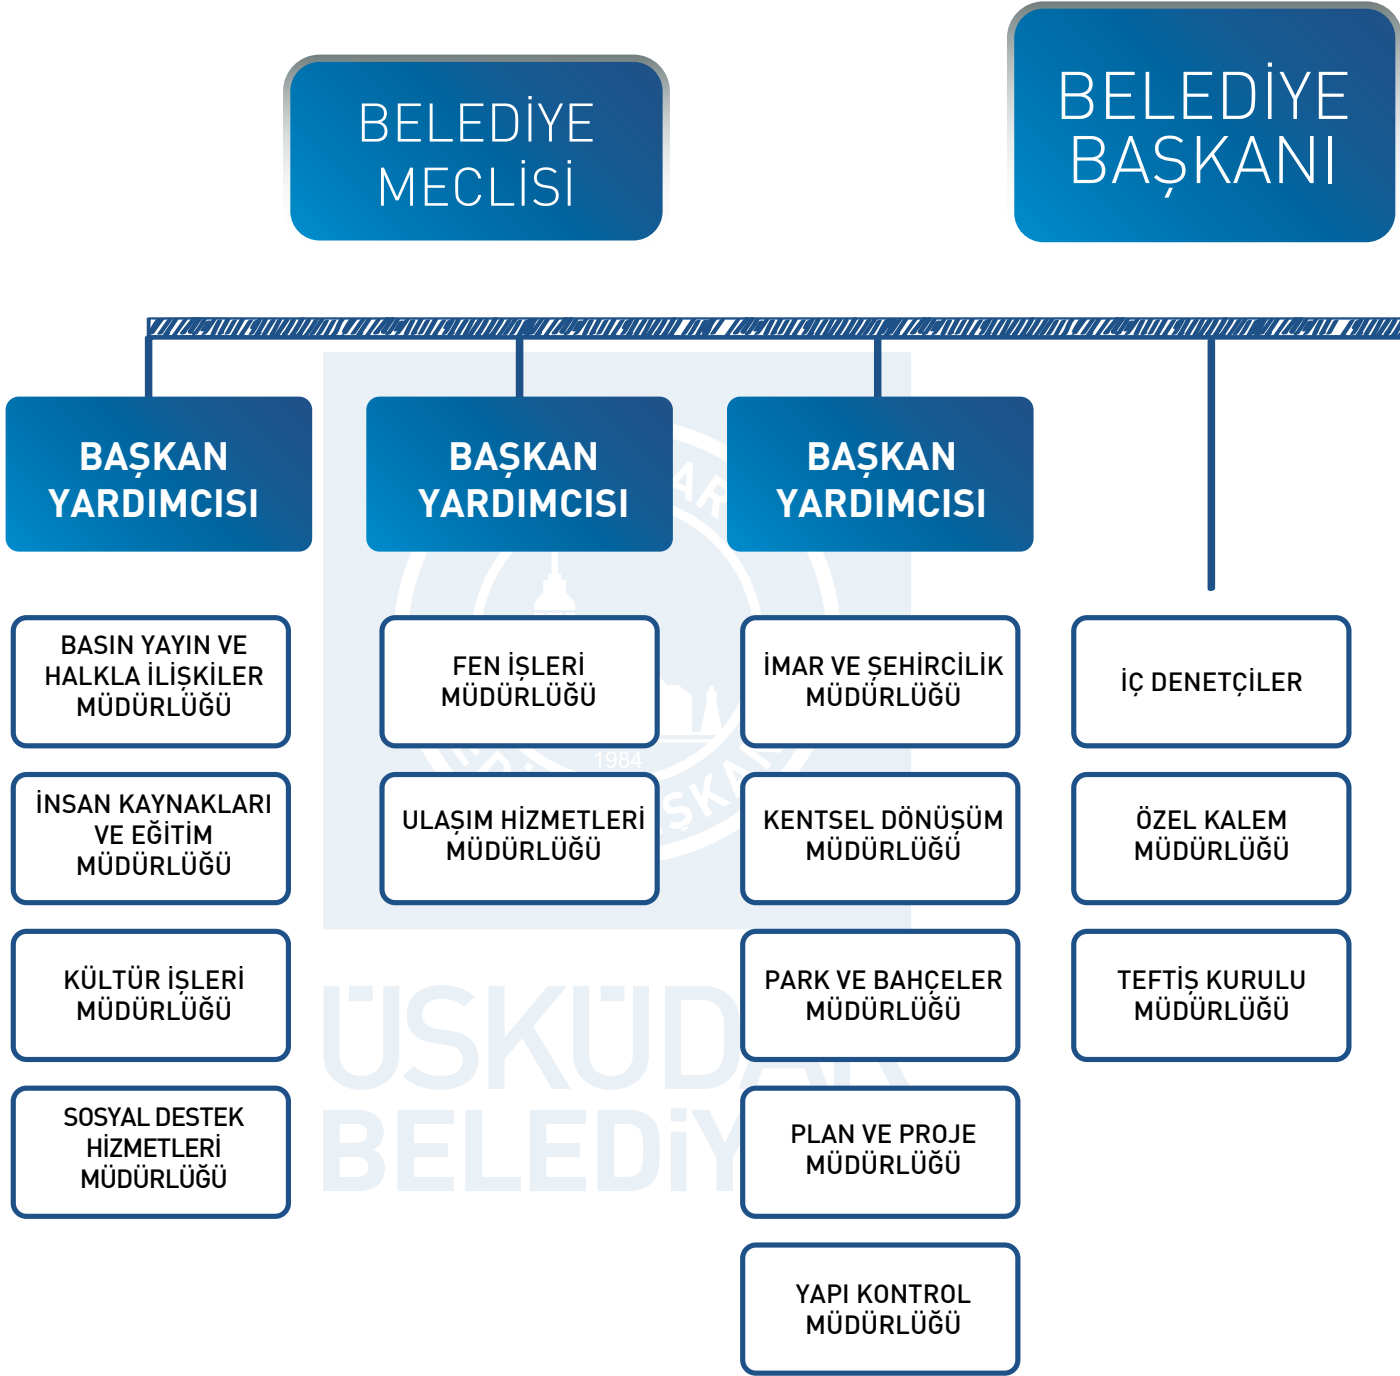 BELEDİYE
MECLİSİ
BELEDİYE
BAŞKANI
BAŞKAN
YARDIMCISI
BAŞKAN
YARDIMCISI
BAŞKAN
YARDIMCISI
BASIN YAYIN VE
HALKLA İLİŞKİLER
MÜDÜRLÜĞÜ
İNSAN KAYNAKLARI
VE EĞİTİM
MÜDÜRLÜĞÜ
KÜLTÜR İŞLERİ
MÜDÜRLÜĞÜ
SOSYAL DESTEK
HİZMETLERİ
MÜDÜRLÜĞÜ
FEN İŞLERİ
MÜDÜRLÜĞÜ
ULAŞIM HİZMETLERİ
MÜDÜRLÜĞÜ
İMAR VE ŞEHİRCİLİK
MÜDÜRLÜĞÜ
KENTSEL DÖNÜŞÜM
MÜDÜRLÜĞÜ
PARK VE BAHÇELER
MÜDÜRLÜĞÜ
PLAN VE PROJE
MÜDÜRLÜĞÜ
YAPI KONTROL
MÜDÜRLÜĞÜ
İÇ DENETÇİLER
ÖZEL KALEM
MÜDÜRLÜĞÜ
TEFTİŞ KURULU
MÜDÜRLÜĞÜ
1984
ÜSKÜDAR